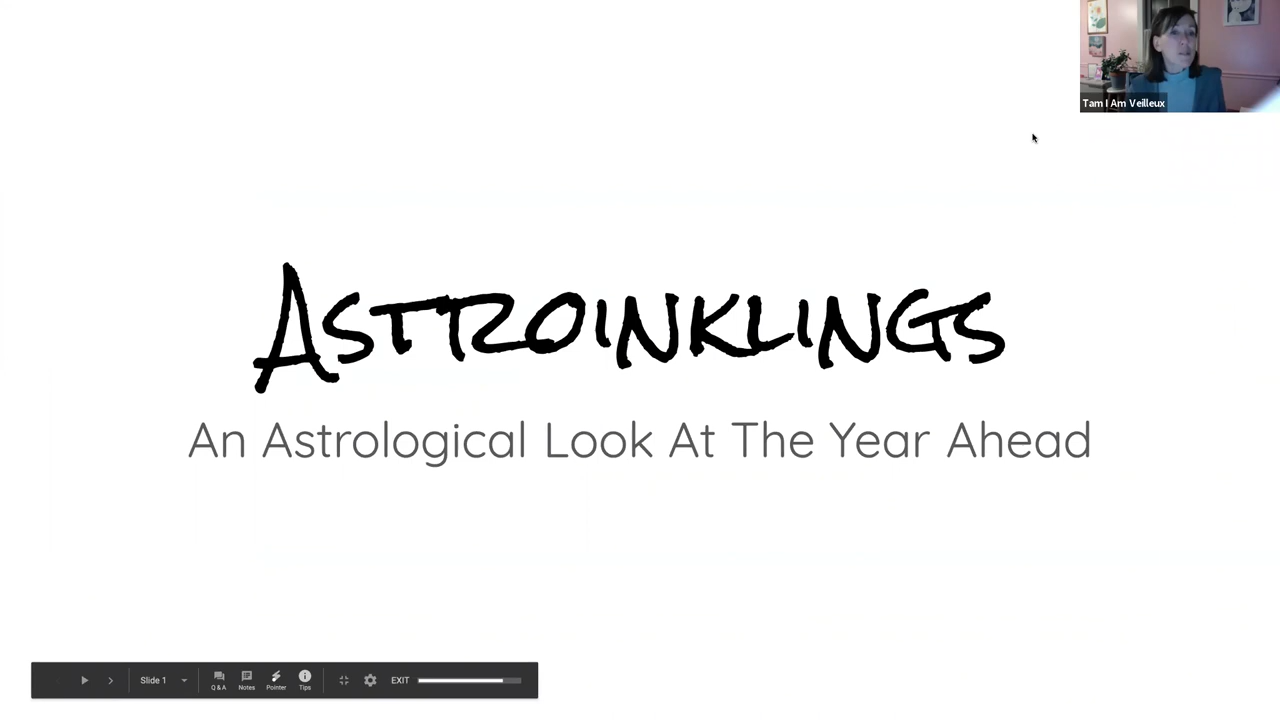 Tam I Am Veilleux
Astroinklings
An Astrological Look At The Year Ahead
Slide 1
Q & A
Notes
Pointer
Tips
EXIT